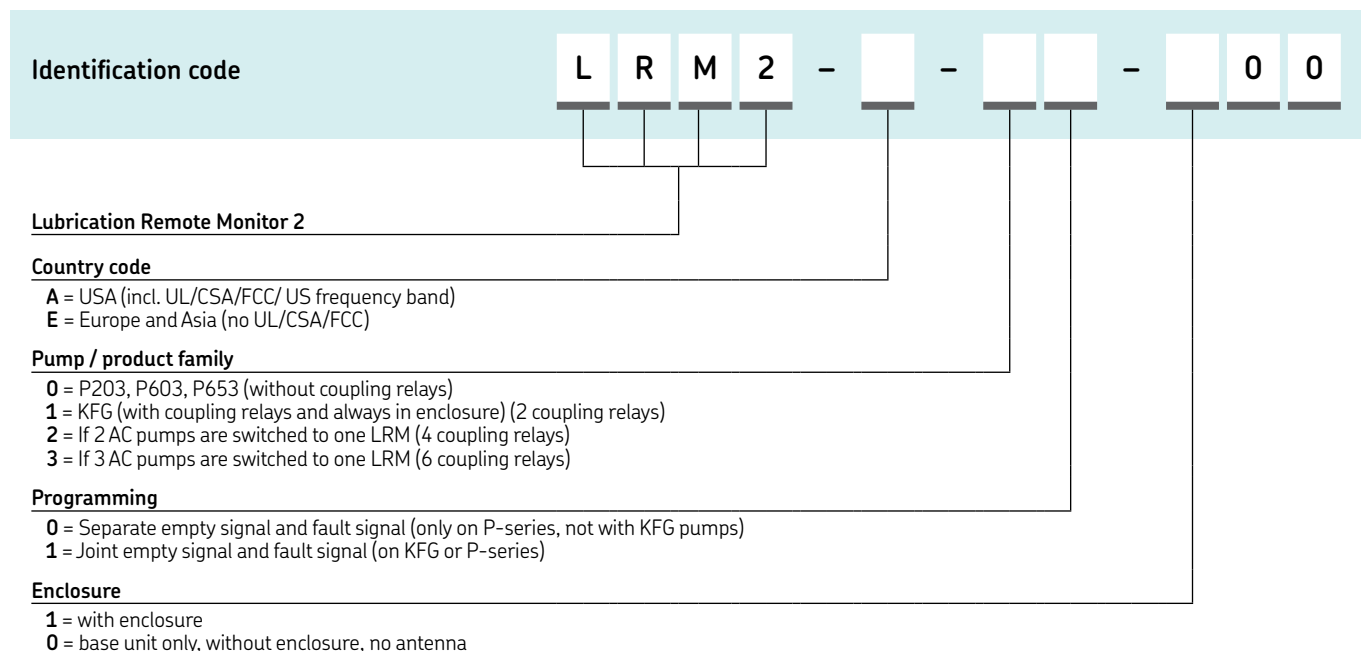 Identification code L R M 2 – – – 0 0
Lubrication Remote Monitor 2
Country code
A = USA (incl. UL/CSA/FCC/ US frequency band)
E = Europe and Asia (no UL/CSA/FCC)
Pump / product family
0 = P203, P603, P653 (without coupling relays)
1 = KFG (with coupling relays and always in enclosure) (2 coupling relays)
2 = If 2 AC pumps are switched to one LRM (4 coupling relays)
3 = If 3 AC pumps are switched to one LRM (6 coupling relays)
Programming
0 = Separate empty signal and fault signal (only on P-series, not with KFG pumps)
1 = Joint empty signal and fault signal (on KFG or P-series)
Enclosure
1 = with enclosure
0 = base unit only, without enclosure, no antenna